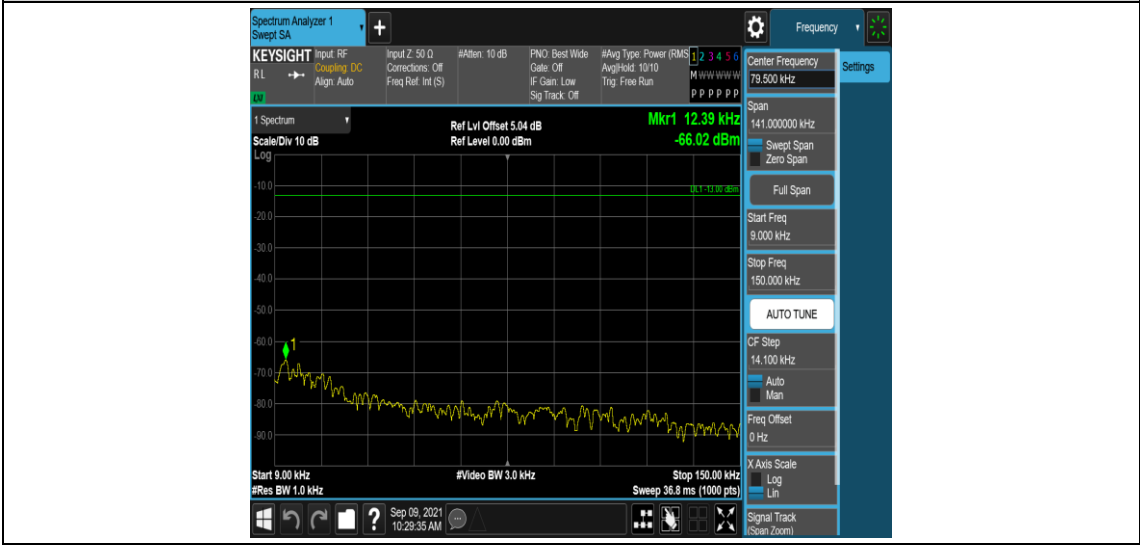 Spectrum Analyzer 1
Swept SA
+
Frequency
KEYSIGHT Input: RF Input Z: 50 Ω #Atten: 10 dB PNO: Best Wide #Avg Type: Power (RMS 1 2 3 4 5 6
RL Coupling: DC Corrections: Off Gate: Off Avg|Hold: 10/10 M W W W W W
Align: Auto Freq Ref: Int (S) IF Gain: Low Trig: Free Run
Sig Track: Off P P P P P P
LNI
1 Spectrum
Scale/Div 10 dB
Ref Lvl Offset 5.04 dB
Ref Level 0.00 dBm
Mkr1 12.39 kHz
-66.02 dBm
Log
DL1 -13.00 dBm
-10.0
-20.0
-30.0
-40.0
-50.0
-60.0
1
-70.0
-80.0
-90.0
Start 9.00 kHz #Video BW 3.0 kHz Stop 150.00 kHz
#Res BW 1.0 kHz Sweep 36.8 ms (1000 pts)
Center Frequency
79.500 kHz
Settings
Span
141.000000 kHz
Swept Span
Zero Span
Full Span
Start Freq
9.000 kHz
Stop Freq
150.000 kHz
AUTO TUNE
CF Step
14.100 kHz
Auto
Man
Freq Offset
0 Hz
X Axis Scale
Log
Lin
Signal Track
(Span Zoom)
?
Sep 09, 2021
10:29:35 AM